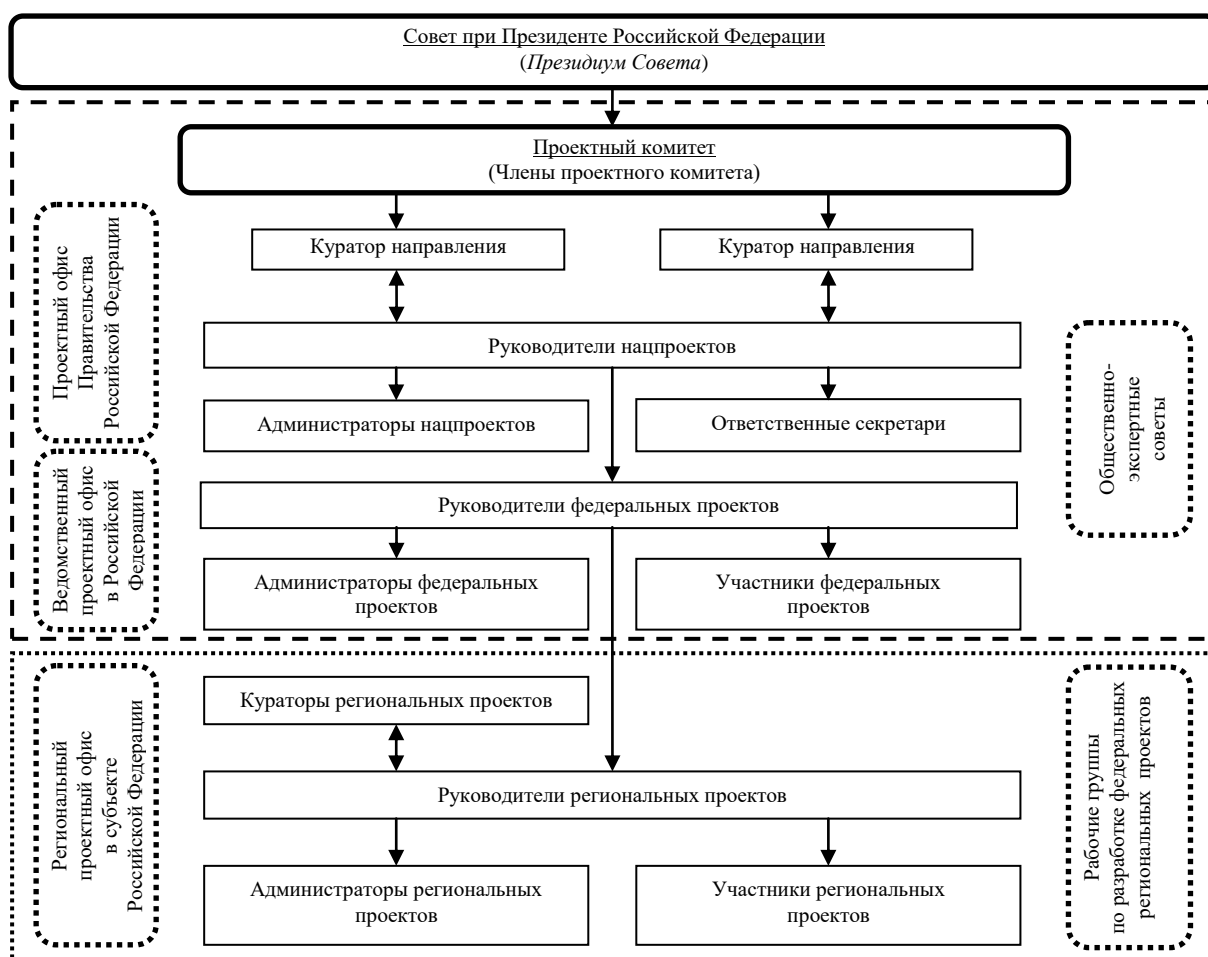 Совет при Президенте Российской Федерации
(Президиум Совета)
Проектный комитет
(Члены проектного комитета)
Проектный офис
Правительства
Российской Федерации
Куратор направления
Куратор направления
Руководители нацпроектов
Администраторы нацпроектов
Ответственные секретари
Общественно-
экспертные
советы
Ведомственный
проектный офис
в Российской
Федерации
Руководители федеральных проектов
Администраторы федеральных
проектов
Участники федеральных
проектов
Региональный
проектный офис
в субъекте
Российской Федерации
Кураторы региональных проектов
Руководители региональных проектов
Администраторы региональных
проектов
Участники региональных
проектов
Рабочие группы
по разработке федеральных
региональных проектов